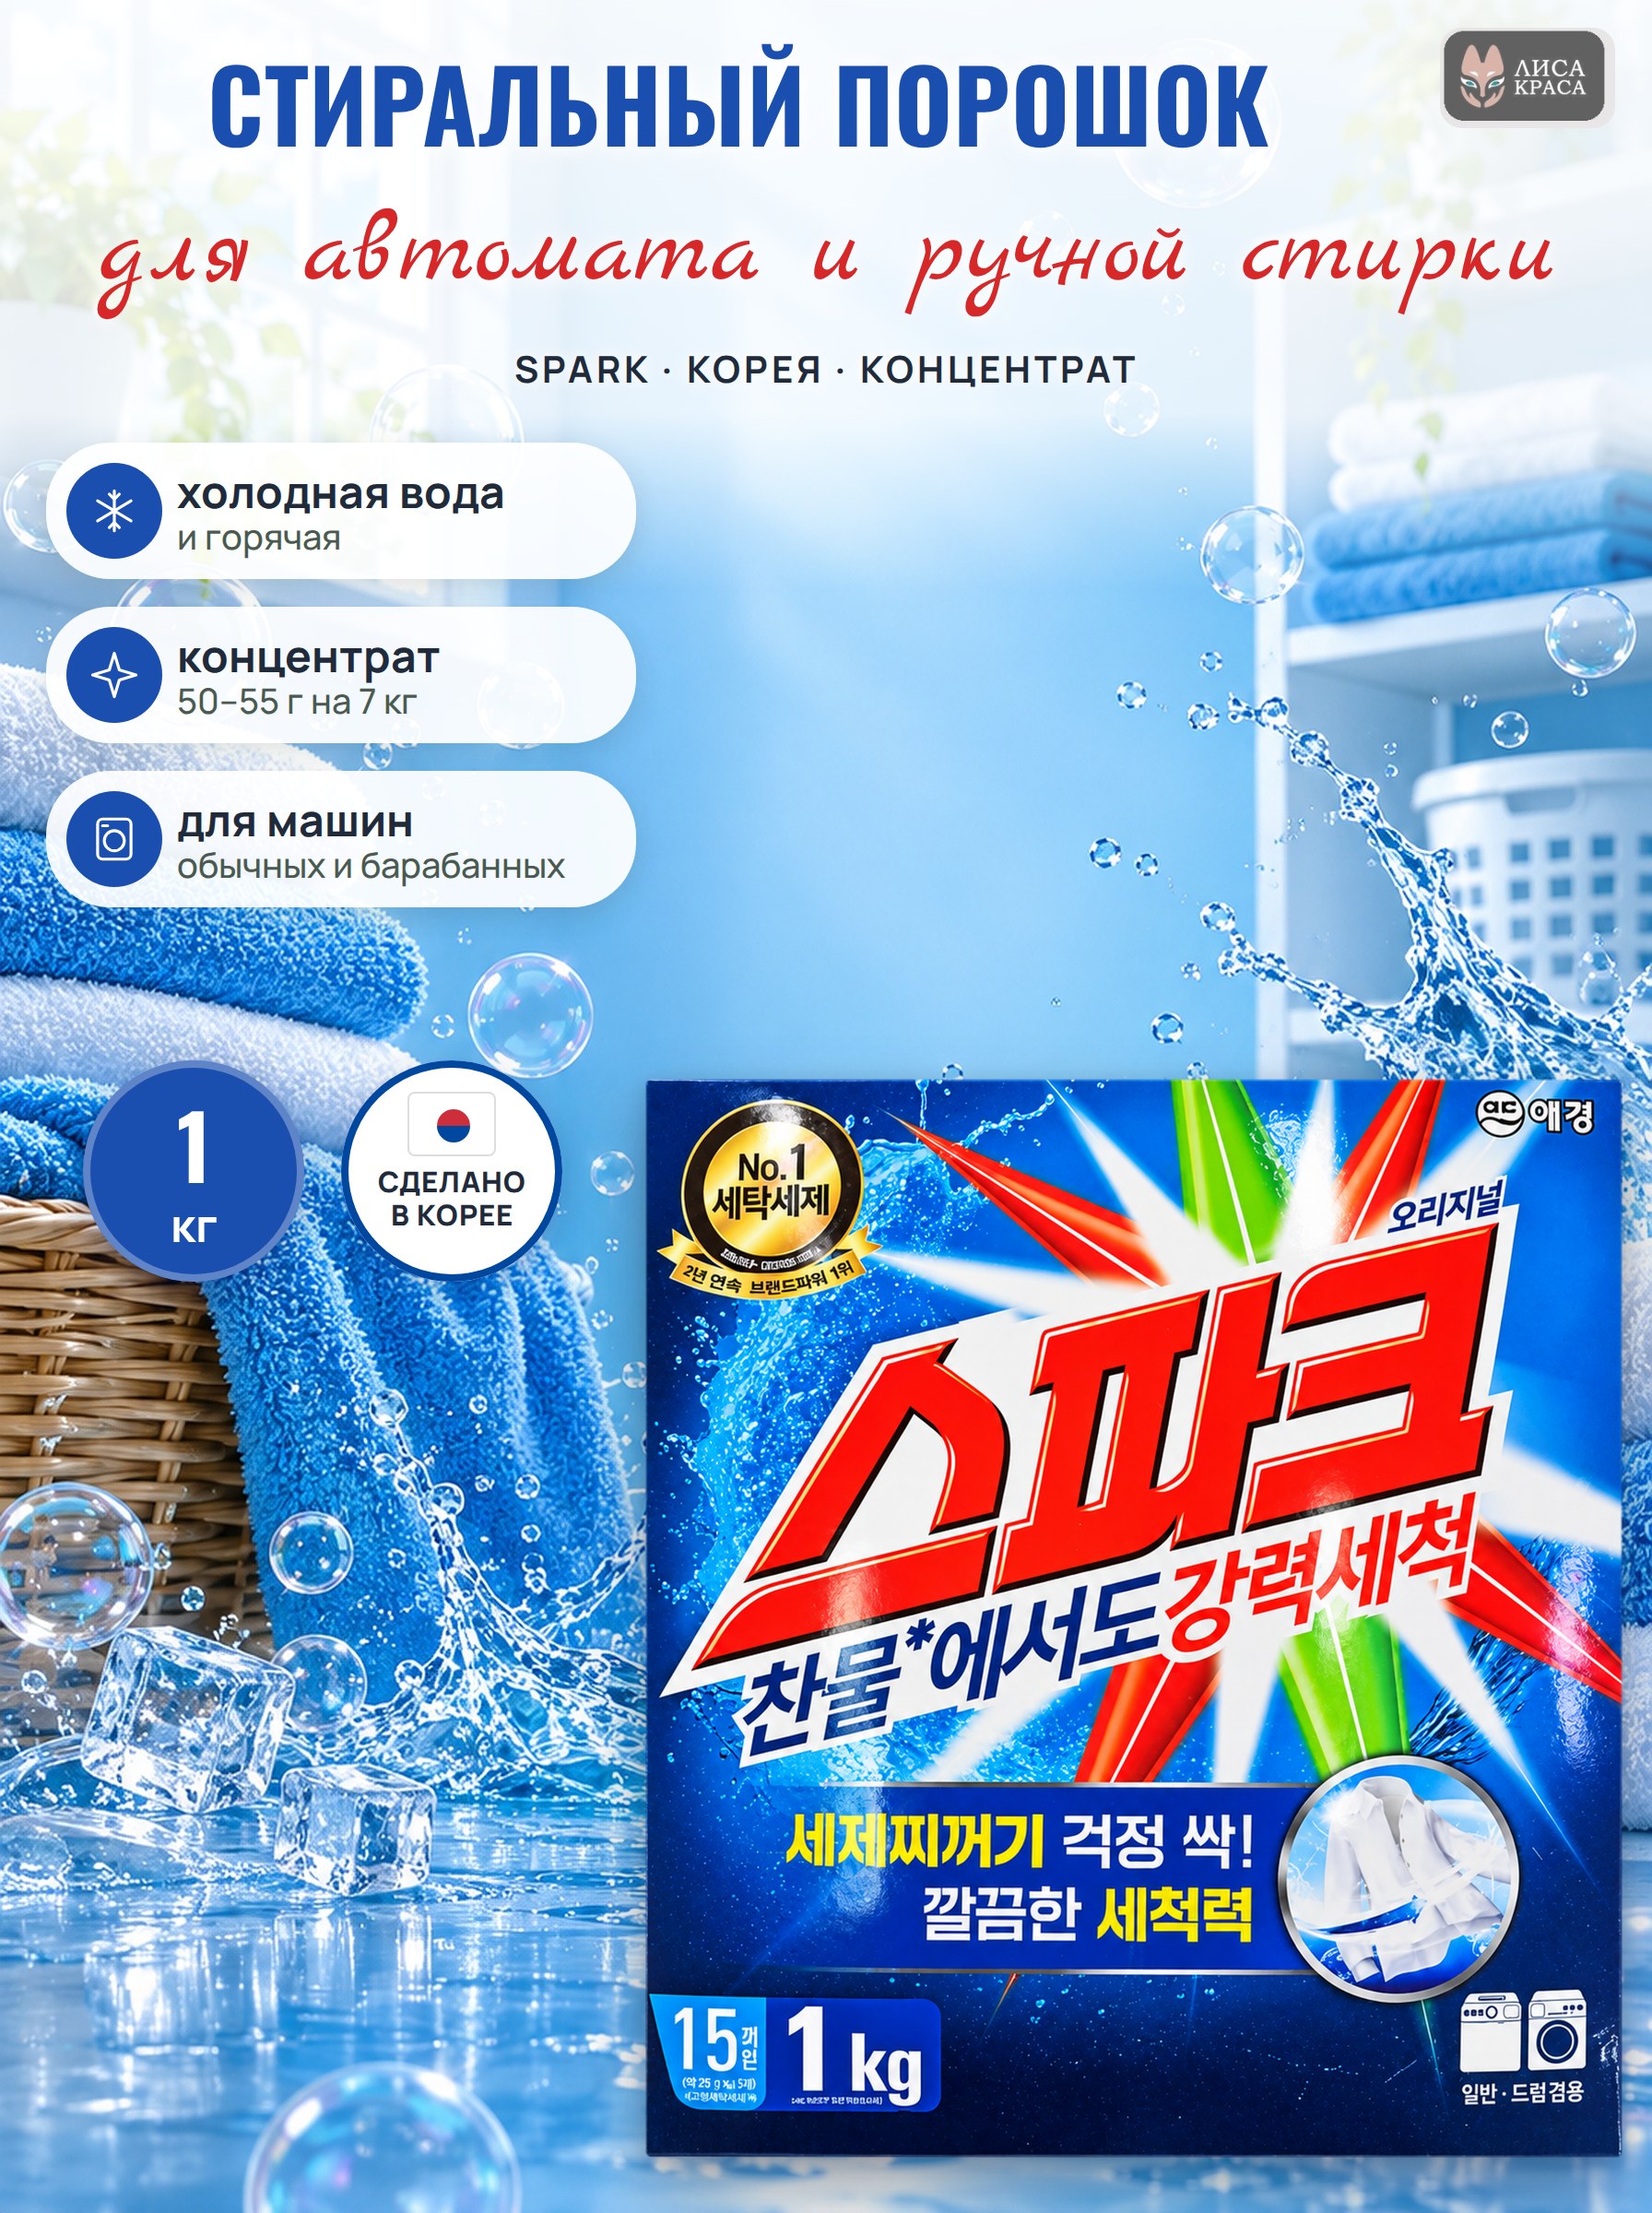 СТИРАЛЬНЫЙ ПОРОШОК
ЛИСА
КРАСА
для автомата и ручной стирки
SPARK · КОРЕЯ · КОНЦЕНТРАТ
холодная вода
и горячая
концентрат
50–55 г на 7 кг
для машин
обычных и барабанных
1
кг
СДЕЛАНО
В КОРЕЕ
No.1
세탁세제
2년 연속 브랜드파워 1위
애경
오리지널
스파크
찬물*에서도강력세척
세제찌꺼기 걱정 싹!
깔끔한 세척력
15
1 kg
일반·드럼겸용